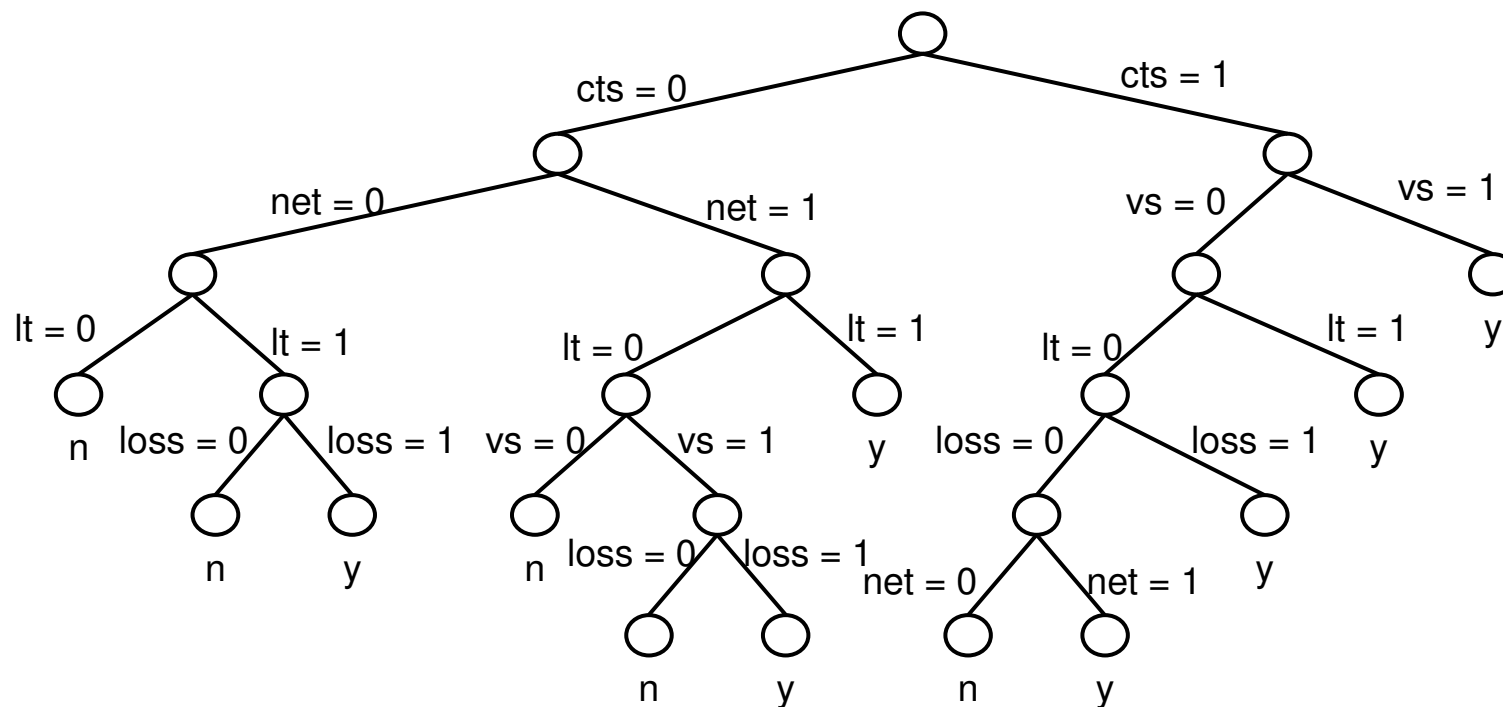 cts = 0
cts = 1
net = 0
net = 1
vs = 0
vs = 1
lt = 0
lt = 1
lt = 0
lt = 1
lt = 0
lt = 1
y
n
loss = 0
loss = 1
vs = 0
vs = 1
y
loss = 0
loss = 1
y
n
y
n
loss = 0
loss = 1
net = 0
net = 1
y
n
y
n
y